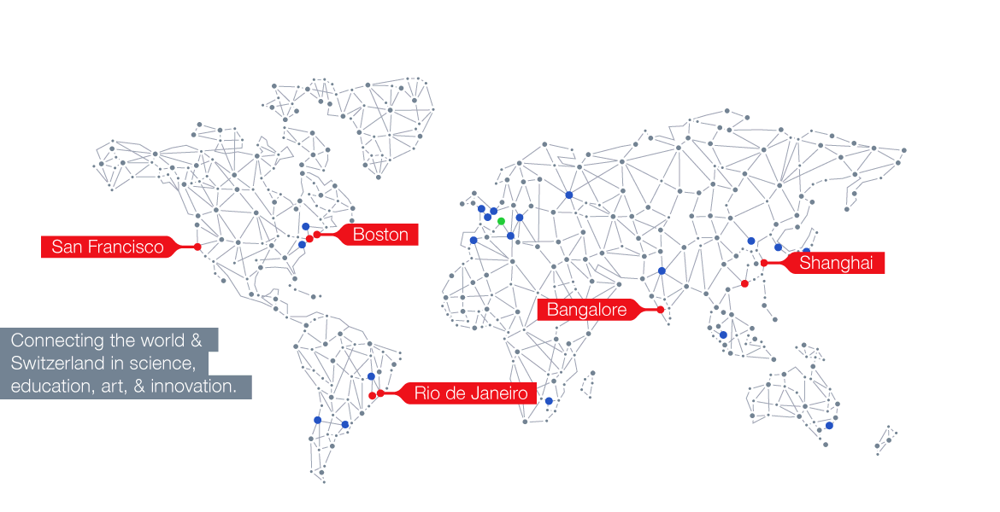 Boston
San Francisco
Shanghai
Bangalore
Connecting the world &
Switzerland in science,
education, art, & innovation.
Rio de Janeiro